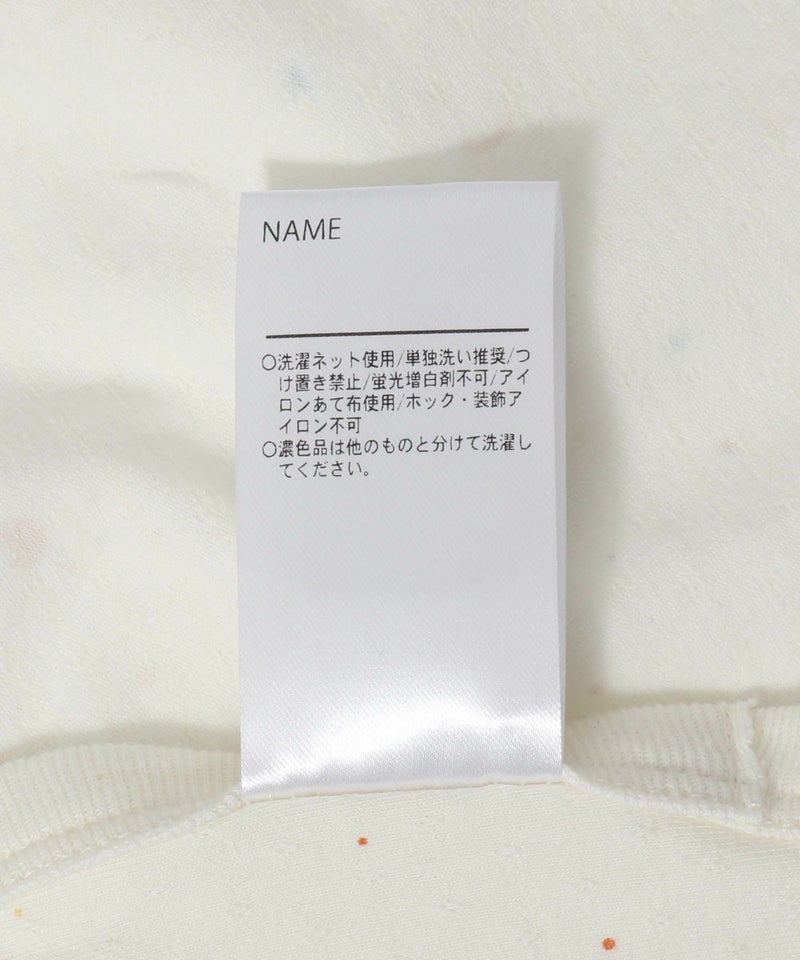 NAME
○洗濯ネット使用/単独洗い推奨/つ
け置き禁止/蛍光増白剤不可/アイ
ロンあて布使用/ホック・装飾ア
イロン不可
○濃色品は他のものと分けて洗濯し
てください。